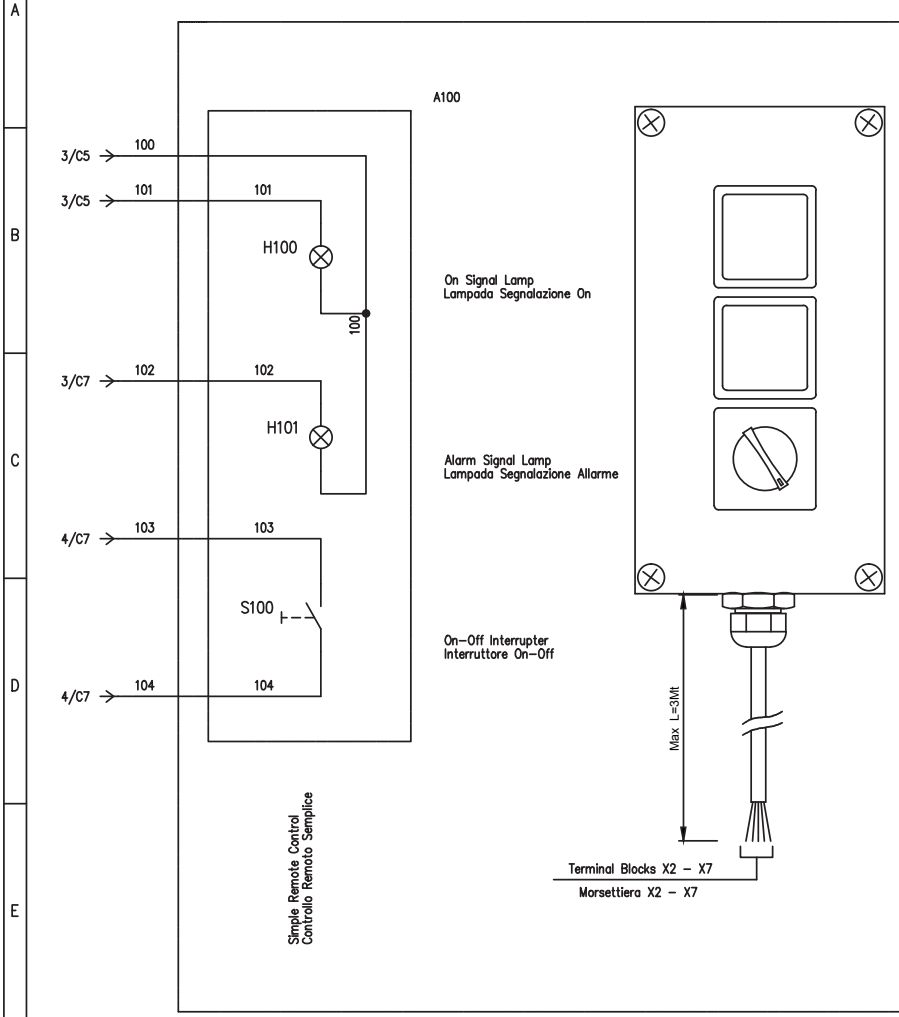 A
A100
3/C5
100
3/C5
101
101
B
H100
On Signal Lamp
Lampada Segnalazione On
100
3/C7
102
102
H101
C
Alarm Signal Lamp
Lampada Segnalazione Allarme
4/C7
103
103
S100
On-Off Interrupter
Interruttore On-Off
D
4/C7
104
104
Max L=3Mt
Simple Remote Control
Controllo Remoto Semplice
Terminal Blocks X2 - X7
Morsettiera X2 - X7
E